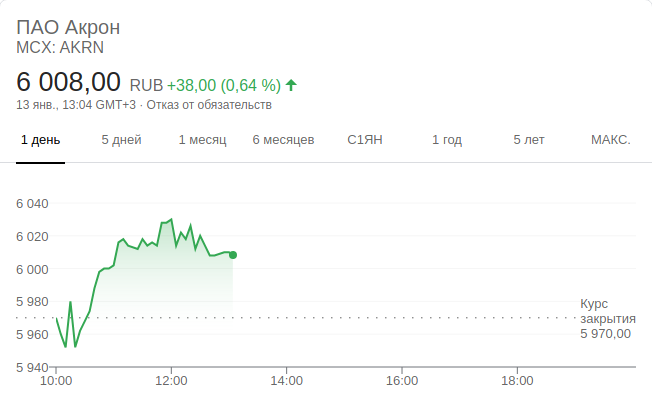 ПАО Акрон
MCX: AKRN
6 008,00 RUB +38,00 (0,64 %)
13 янв., 13:04 GMT+3 · Отказ от обязательств
1 день 5 дней 1 месяц 6 месяцев С1ЯН 1 год 5 лет МАКС.
6 040
6 020
6 000
5 980
5 960
5 940
Курс
закрытия
5 970,00
10:00 12:00 14:00 16:00 18:00